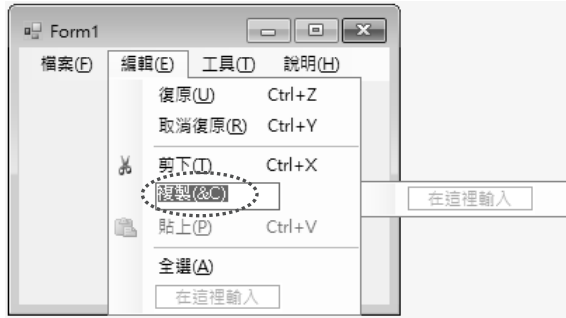 Form1
檔案(F) 編輯(E) 工具(T) 說明(H)
復原(U) Ctrl+Z
取消復原(R) Ctrl+Y
剪下(T) Ctrl+X
複製(&C) 在這裡輸入
貼上(P) Ctrl+V
全選(A)
在這裡輸入